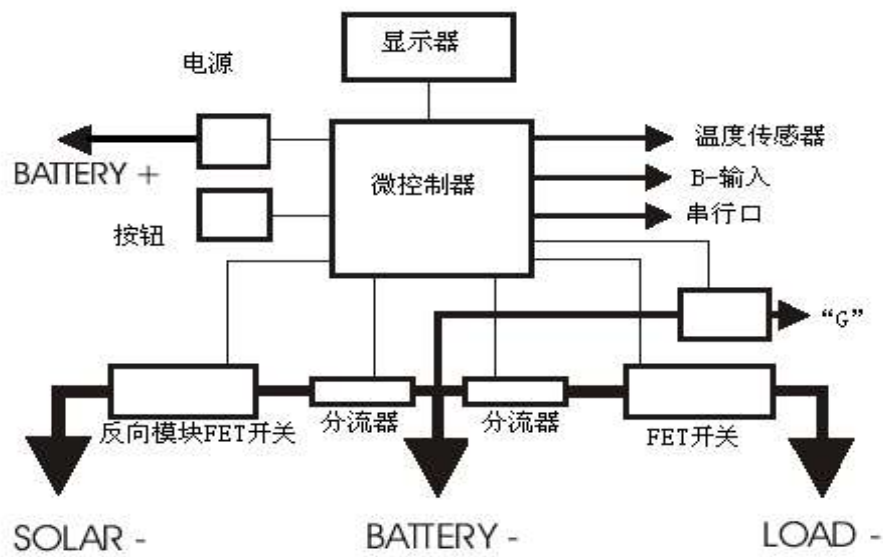 显示器
电源
BATTERY +
微控制器
温度传感器
B-输入
串行口
按钮
“G”
反向模块FET开关
分流器
分流器
FET开关
SOLAR -
BATTERY -
LOAD -